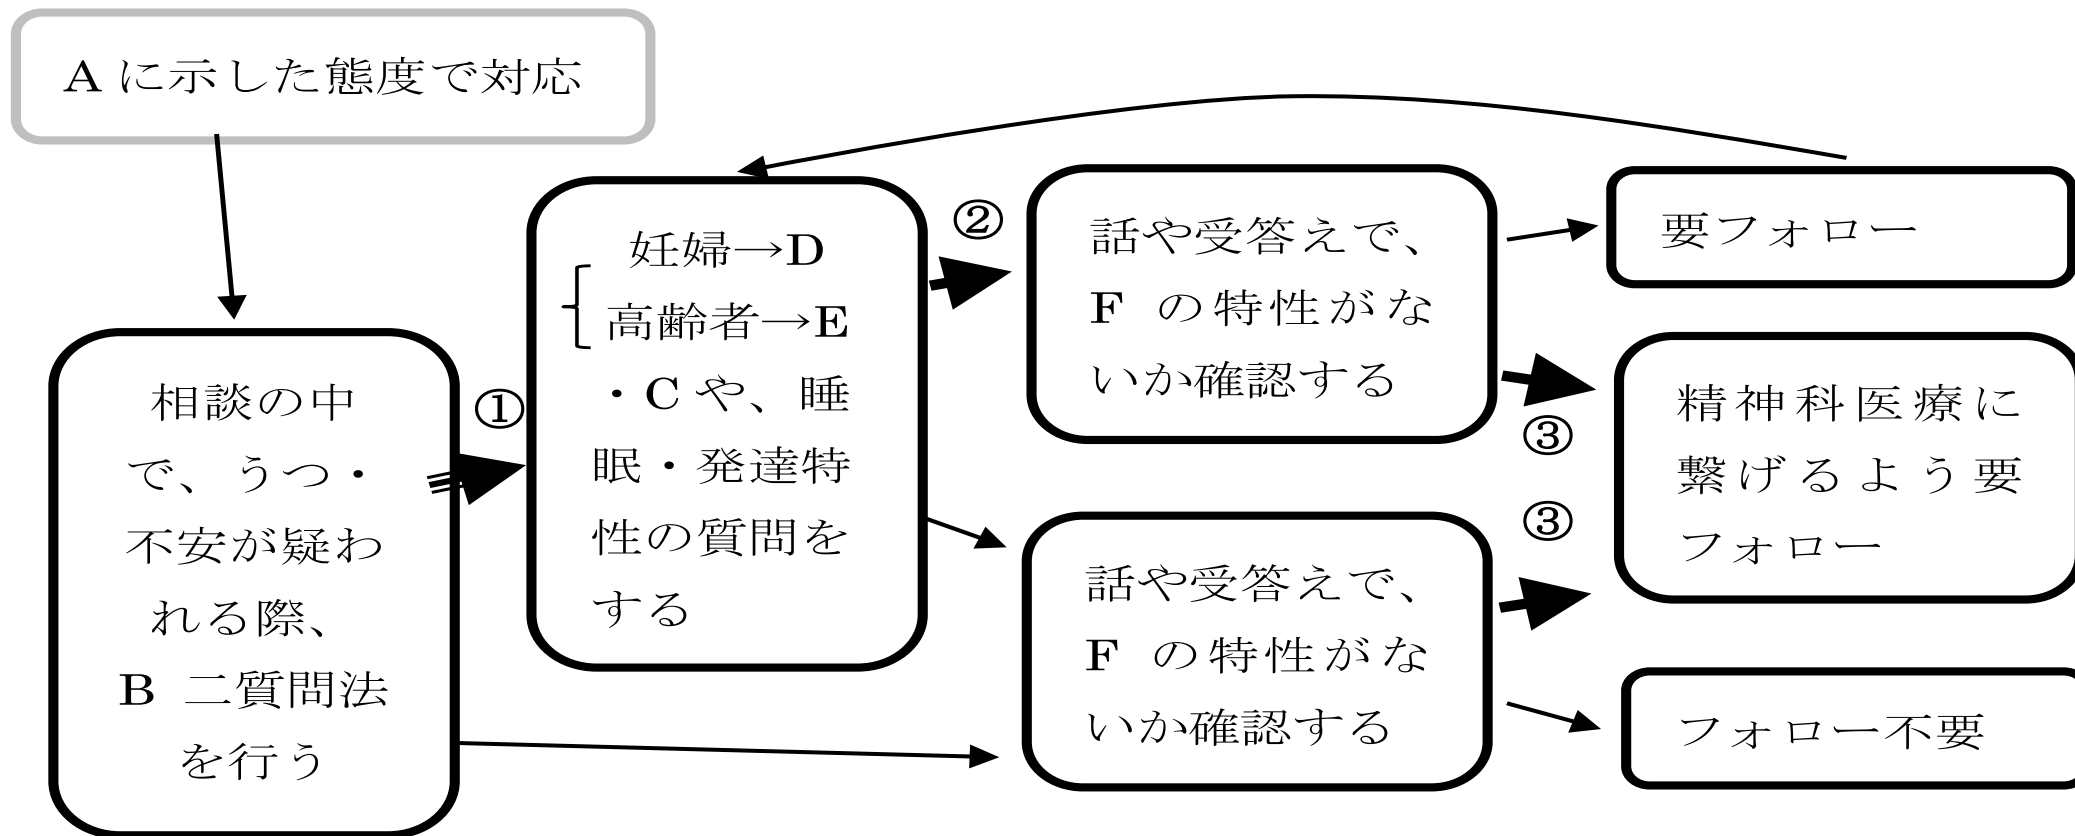 A に示した態度で対応
相談の中
で、うつ・
不安が疑わ
れる際、
B 二質問法
を行う
①
妊婦→D
高齢者→E
・C や、睡
眠・発達特
性の質問を
する
②
話や受答えで、
F の特性がな
いか確認する
話や受答えで、
F の特性がな
いか確認する
③
③
要フォロー
精神科医療に
繋げるよう要
フォロー
フォロー不要